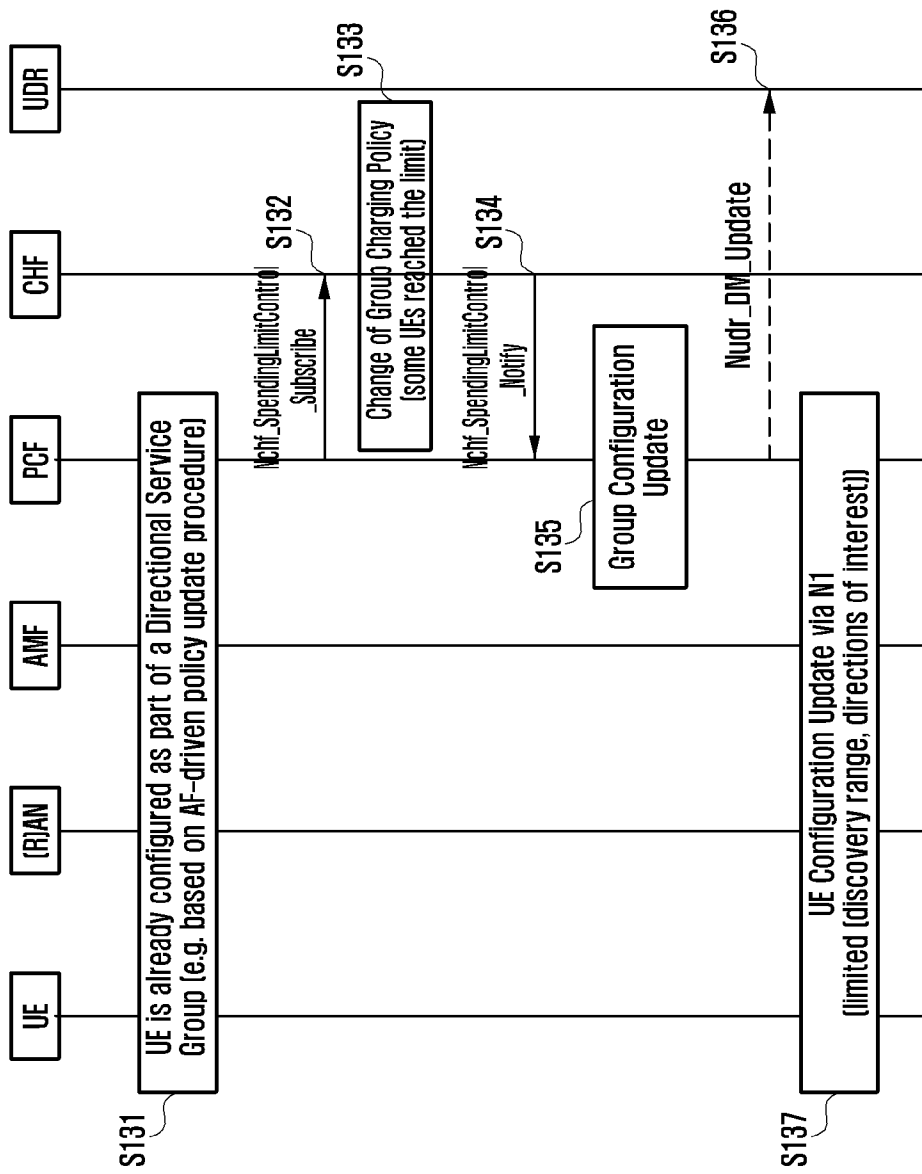 UE
(R)AN
AMF
PCF
CHF
UDR
S131
UE is already configured as part of a Directional Service
Group (e.g. based on AF-driven policy update procedure)
Nchf_SpendingLimitControl
_Subscribe
S132
Change of Group Charging Policy
(some UEs reached the limit)
S133
Nchf_SpendingLimitControl
_Notify
S134
S135
Group Configuration
Update
Nudr_DM_Update
S136
UE Configuration Update via N1
(limited (discovery range, directions of interest))
S137